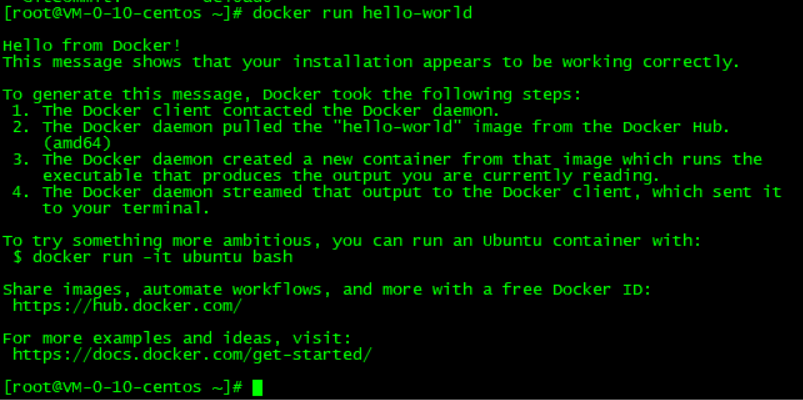 [root@VM-0-10-centos ~]# docker run hello-world
Hello from Docker!
This message shows that your installation appears to be working correctly.
To generate this message, Docker took the following steps:
1. The Docker client contacted the Docker daemon.
2. The Docker daemon pulled the "hello-world" image from the Docker Hub.
(amd64)
3. The Docker daemon created a new container from that image which runs the
executable that produces the output you are currently reading.
4. The Docker daemon streamed that output to the Docker client, which sent it
to your terminal.
To try something more ambitious, you can run an Ubuntu container with:
$ docker run -it ubuntu bash
Share images, automate workflows, and more with a free Docker ID:
https://hub.docker.com/
For more examples and ideas, visit:
https://docs.docker.com/get-started/
[root@VM-0-10-centos ~]#